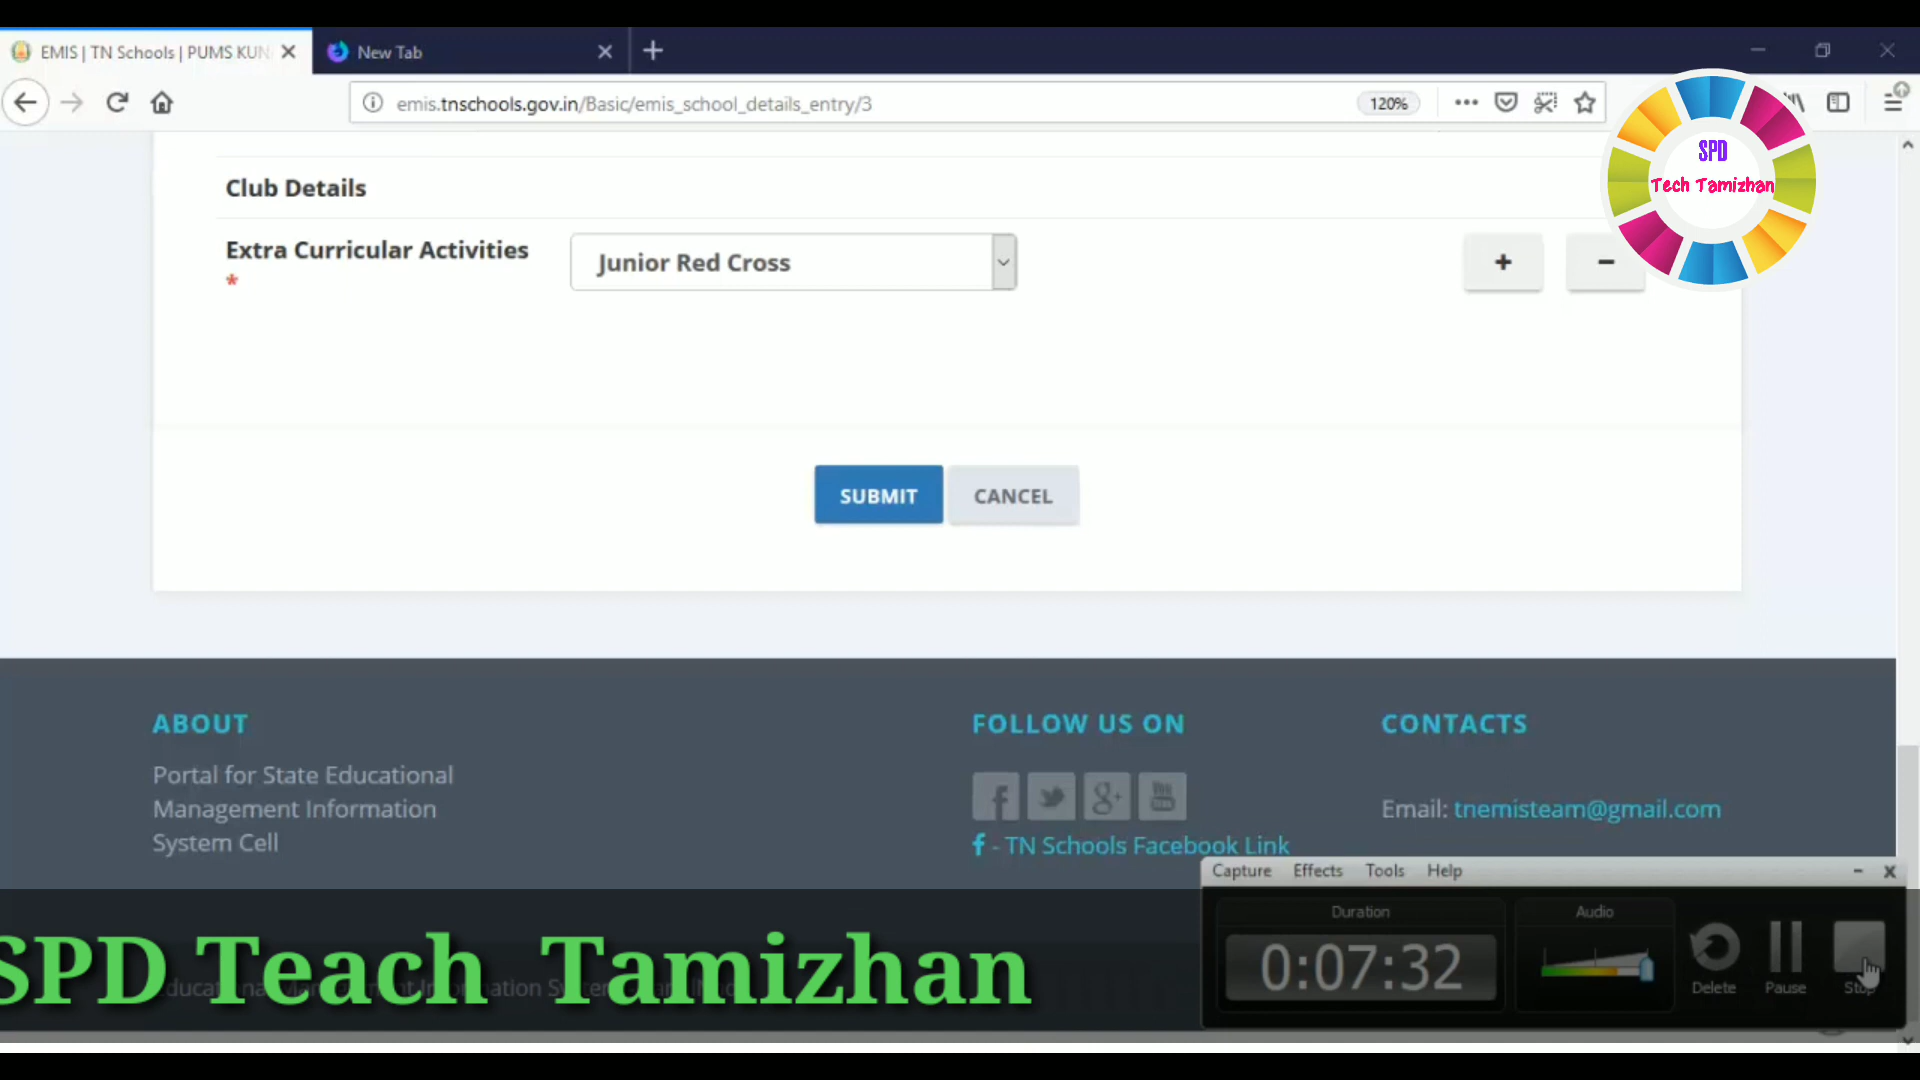 EMIS | TN Schools | PUMS KUN
New Tab
emis.tnschools.gov.in/Basic/emis_school_details_entry/3
120%
SPD
Tech Tamizhan
Club Details
Extra Curricular Activities
*
Junior Red Cross
+
-
SUBMIT
CANCEL
ABOUT
Portal for State Educational
Management Information
System Cell
FOLLOW US ON
f - TN Schools Facebook Link
CONTACTS
Email: tnemisteam@gmail.com
Capture Effects Tools Help
Duration
0:07:32
Audio
Delete
Pause
Stop
SPD Teach Tamizhan